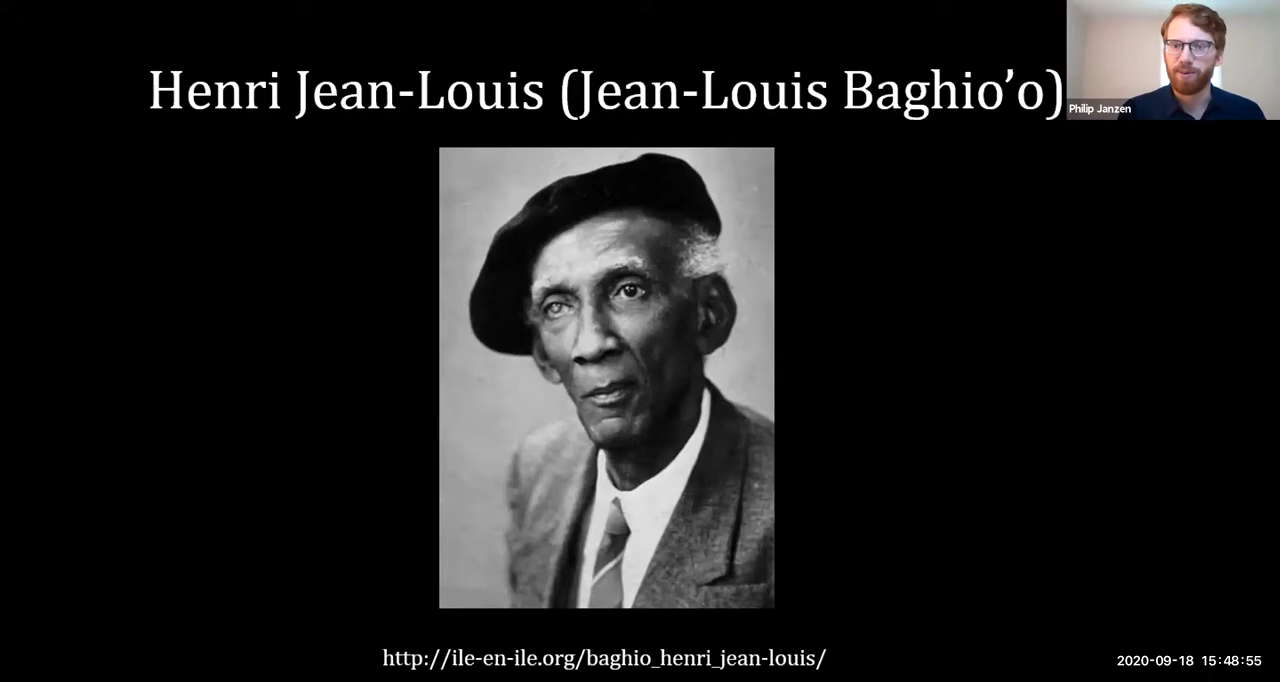 Henri Jean-Louis (Jean-Louis Baghio’o)
Philip Janzen
http://ile-en-ile.org/baghio_henri_jean-louis/
2020-09-18 15:48:55